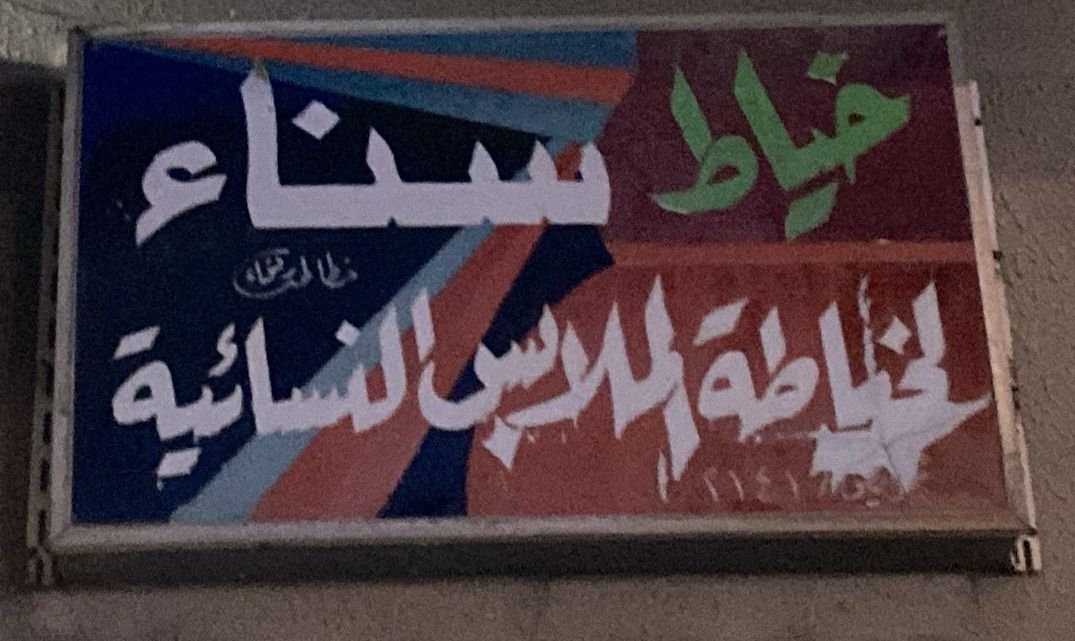 خياط سناء
لخياطة الملابس النسائية